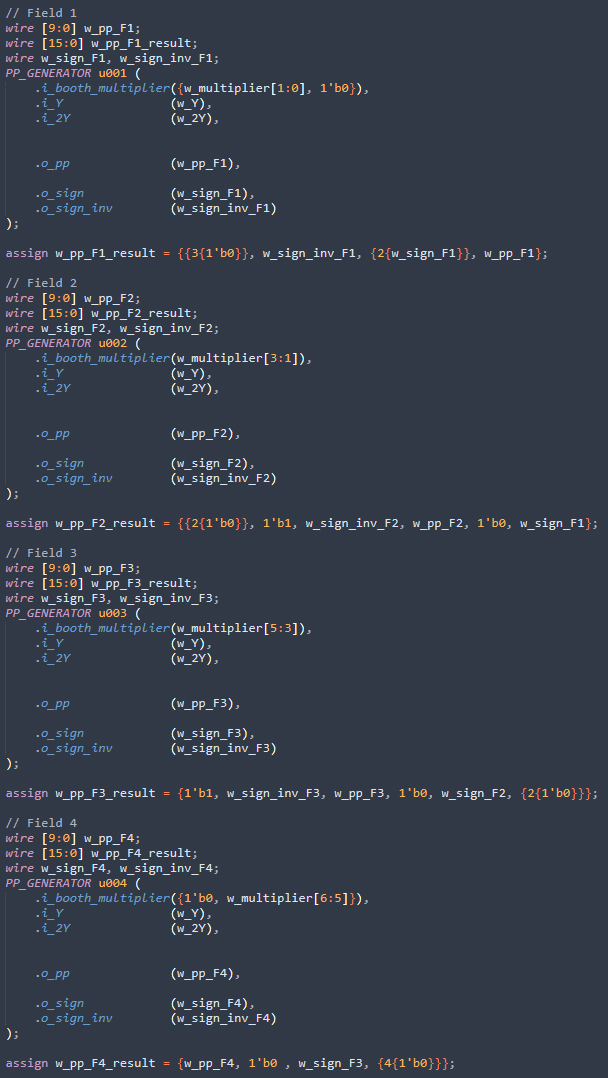 // Field 1
wire [9:0] w_pp_F1;
wire [15:0] w_pp_F1_result;
wire w_sign_F1, w_sign_inv_F1;
PP_GENERATOR u001 (
    .i_booth_multiplier({w_multiplier[1:0], 1'b0}),
    .i_Y              (w_Y),
    .i_2Y             (w_2Y),
    .o_pp             (w_pp_F1),
    .o_sign           (w_sign_F1),
    .o_sign_inv       (w_sign_inv_F1)
);
assign w_pp_F1_result = {{3{1'b0}}, w_sign_inv_F1, {2{w_sign_F1}}, w_pp_F1};
// Field 2
wire [9:0] w_pp_F2;
wire [15:0] w_pp_F2_result;
wire w_sign_F2, w_sign_inv_F2;
PP_GENERATOR u002 (
    .i_booth_multiplier(w_multiplier[3:1]),
    .i_Y              (w_Y),
    .i_2Y             (w_2Y),
    .o_pp             (w_pp_F2),
    .o_sign           (w_sign_F2),
    .o_sign_inv       (w_sign_inv_F2)
);
assign w_pp_F2_result = {{2{1'b0}}, 1'b1, w_sign_inv_F2, w_pp_F2, 1'b0, w_sign_F1};
// Field 3
wire [9:0] w_pp_F3;
wire [15:0] w_pp_F3_result;
wire w_sign_F3, w_sign_inv_F3;
PP_GENERATOR u003 (
    .i_booth_multiplier(w_multiplier[5:3]),
    .i_Y              (w_Y),
    .i_2Y             (w_2Y),
    .o_pp             (w_pp_F3),
    .o_sign           (w_sign_F3),
    .o_sign_inv       (w_sign_inv_F3)
);
assign w_pp_F3_result = {1'b1, w_sign_inv_F3, w_pp_F3, 1'b0, w_sign_F2, {2{1'b0}}};
// Field 4
wire [9:0] w_pp_F4;
wire [15:0] w_pp_F4_result;
wire w_sign_F4, w_sign_inv_F4;
PP_GENERATOR u004 (
    .i_booth_multiplier({1'b0, w_multiplier[6:5]}),
    .i_Y              (w_Y),
    .i_2Y             (w_2Y),
    .o_pp             (w_pp_F4),
    .o_sign           (w_sign_F4),
    .o_sign_inv       (w_sign_inv_F4)
);
assign w_pp_F4_result = {w_pp_F4, 1'b0 , w_sign_F3, {4{1'b0}}};